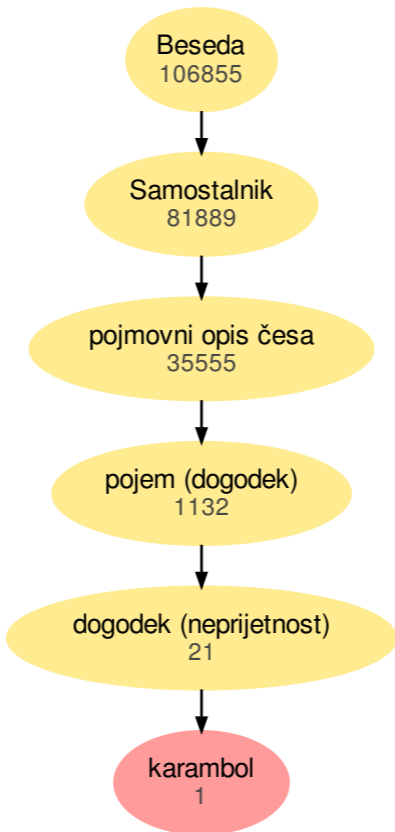 Beseda
106855
Samostalnik
81889
pojmovni opis česa
35555
pojem (dogodek)
1132
dogodek (neprijetnost)
21
karambol
1